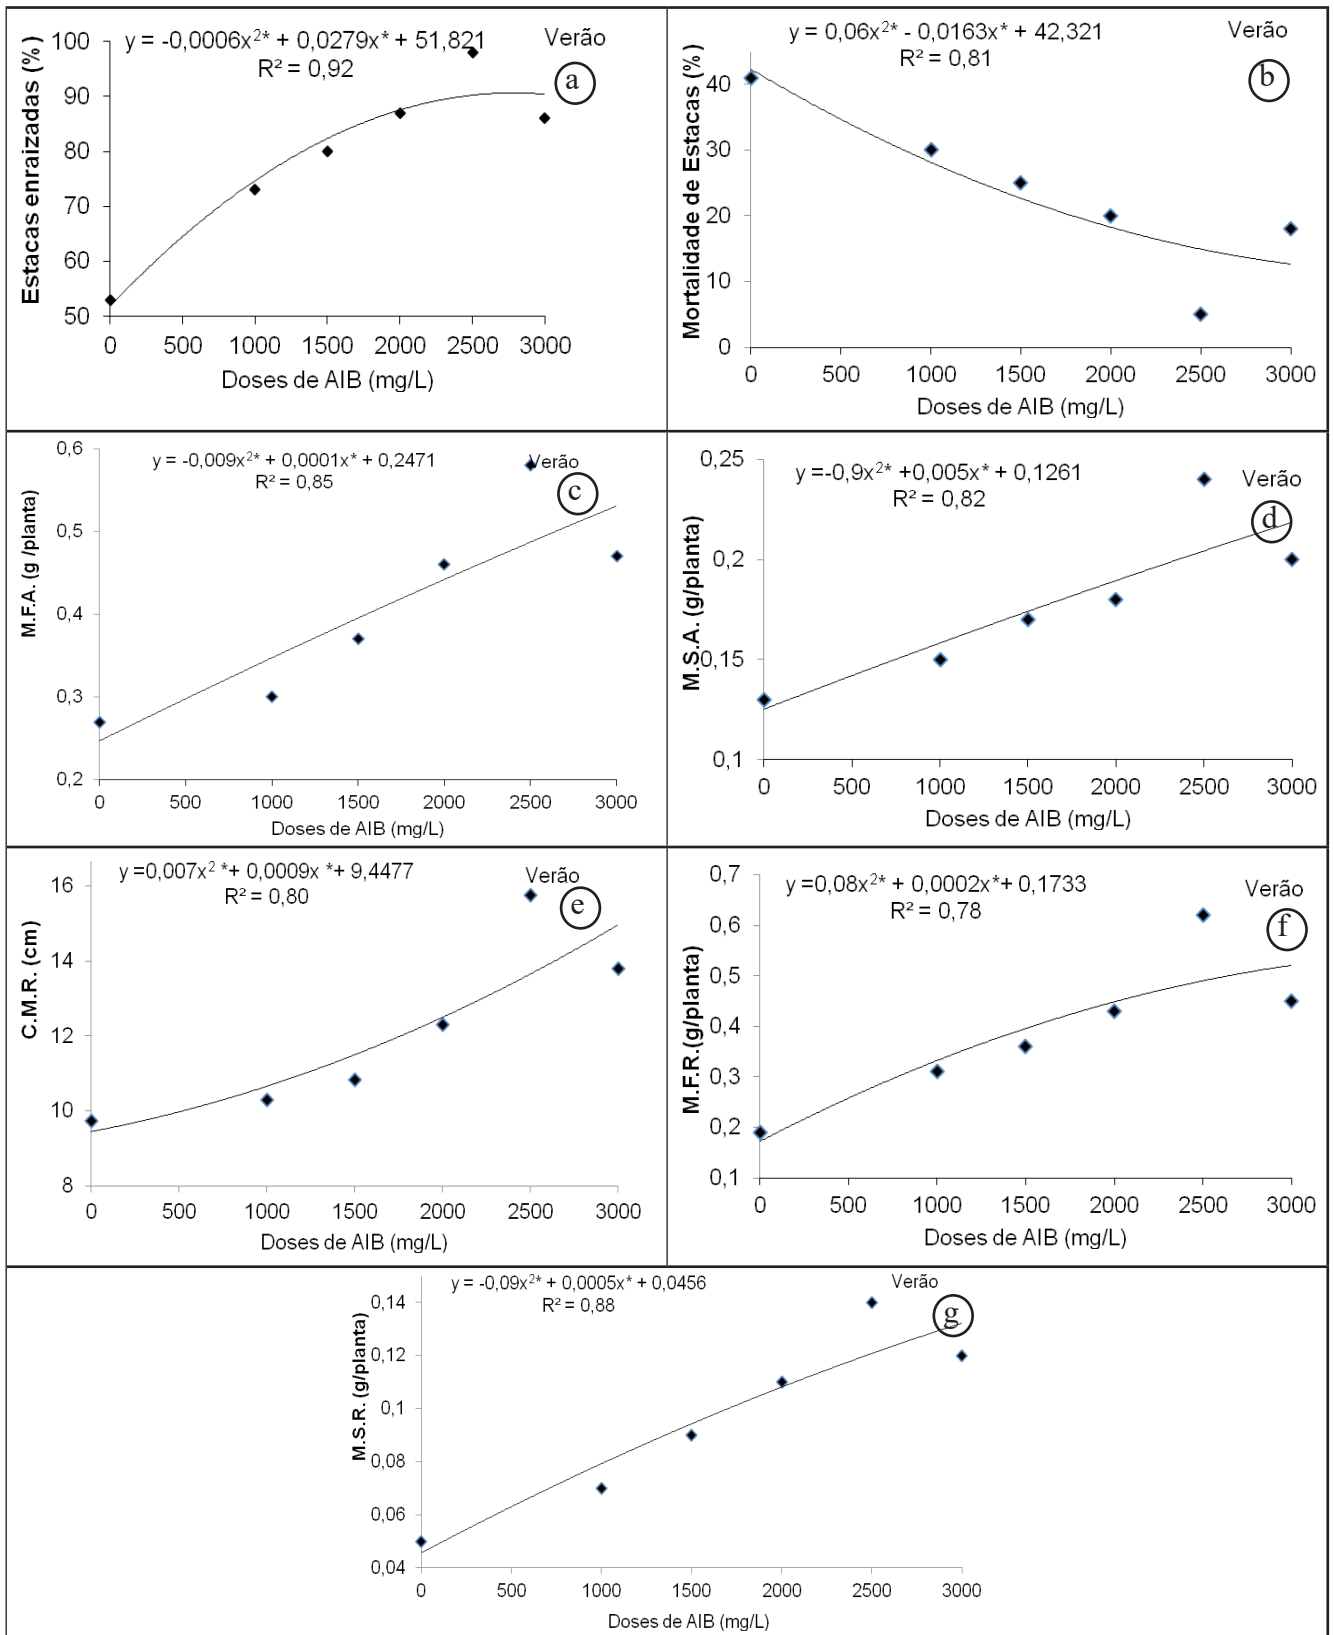 y = -0,0006x²* + 0,0279x* + 51,821
R² = 0,92
Verão
a
Estacas enraizadas (%)
100
90
80
70
60
50
0 500 1000 1500 2000 2500 3000
Doses de AIB (mg/L)
y = 0,06x²* - 0,0163x* + 42,321
R² = 0,81
Verão
b
Mortalidade de Estacas (%)
40
30
20
10
0
0 500 1000 1500 2000 2500 3000
Doses de AIB (mg/L)
y = -0,009x²* + 0,0001x* + 0,2471
R² = 0,85
Verão
c
M.F.A. (g /planta)
0,6
0,5
0,4
0,3
0,2
0 500 1000 1500 2000 2500 3000
Doses de AIB (mg/L)
y =-0,9x²* +0,005x* + 0,1261
R² = 0,82
Verão
d
M.S.A. (g/planta)
0,25
0,2
0,15
0,1
0 500 1000 1500 2000 2500 3000
Doses de AIB (mg/L)
y =0,007x² *+ 0,0009x *+ 9,4477
R² = 0,80
Verão
e
C.M.R. (cm)
16
14
12
10
8
0 500 1000 1500 2000 2500 3000
Doses de AIB (mg/L)
y =0,08x²* + 0,0002x*+ 0,1733
R² = 0,78
Verão
f
M.F.R.(g/planta)
0,7
0,6
0,5
0,4
0,3
0,2
0,1
0 500 1000 1500 2000 2500 3000
Doses de AIB (mg/L)
y = -0,09x²* + 0,0005x* + 0,0456
R² = 0,88
Verão
g
M.S.R. (g/planta)
0,14
0,12
0,1
0,08
0,06
0,04
0 500 1000 1500 2000 2500 3000
Doses de AIB (mg/L)